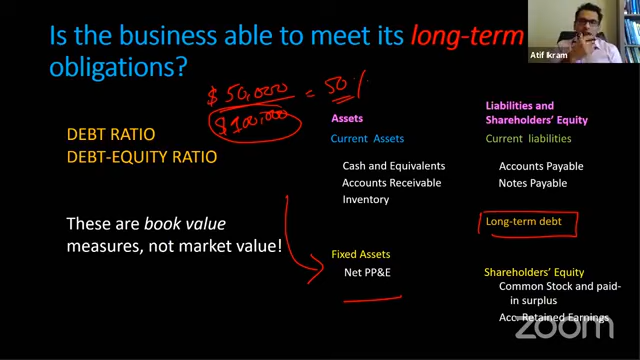 Is the business able to meet its long-term
obligations?
Atif Ikram
$50,000
$100,000
= 50%
DEBT RATIO
DEBT-EQUITY RATIO
These are book value
measures, not market value!
Assets
Current Assets
Cash and Equivalents
Accounts Receivable
Inventory
Fixed Assets
Net PP&E
Liabilities and
Shareholders' Equity
Current liabilities
Accounts Payable
Notes Payable
Long-term debt
Shareholders' Equity
Common Stock and paid-
in surplus
Acc. Retained Earnings
zoom